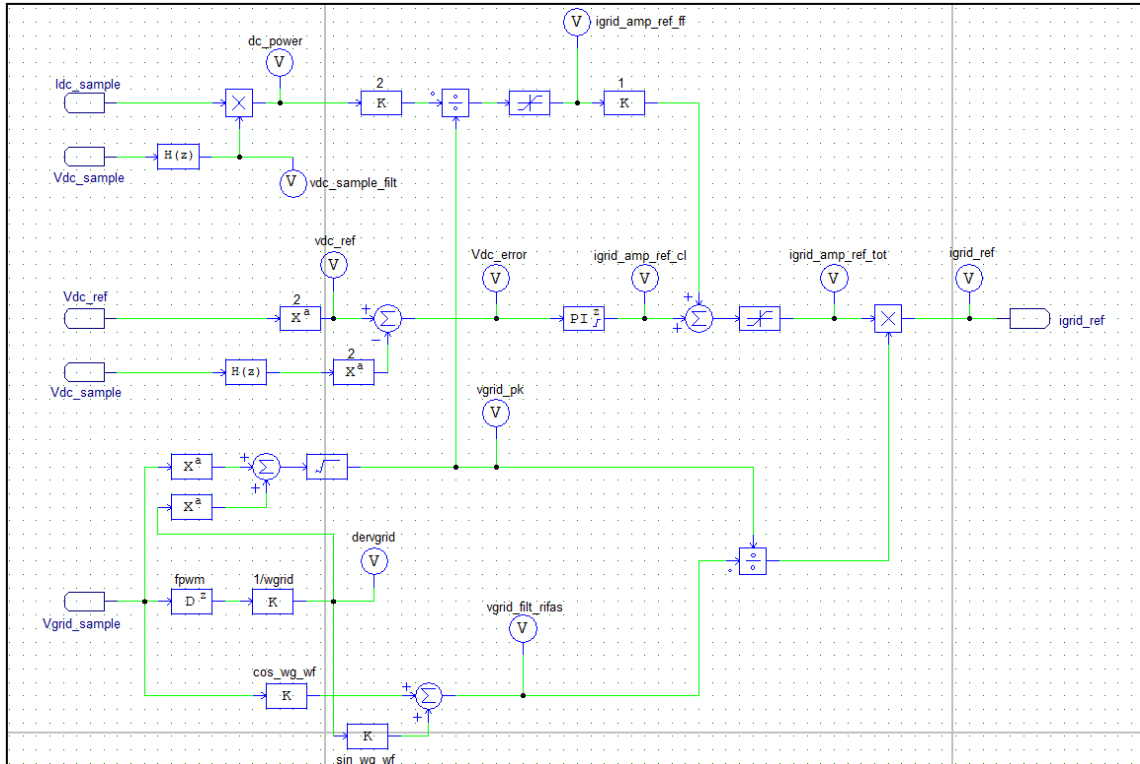 igrid_amp_ref_ff
V
dc_power
V
Idc_sample
2
K
1
K
Vdc_sample
H(z)
V
vdc_sample_filt
vdc_ref
V
Vdc_error
V
igrid_amp_ref_cl
V
igrid_amp_ref_tot
V
igrid_ref
V
Vdc_ref
2
X^a
+
Σ
−
PI^z
+
+
Σ
igrid_ref
Vdc_sample
H(z)
2
X^a
vgrid_pk
V
X^a
+
Σ
+
X^a
dervgrid
V
fpwm
D^z
1/wgrid
K
Vgrid_sample
vgrid_filt_rifas
V
cos_wg_wf
K
+
Σ
+
K
sin_wg_wf